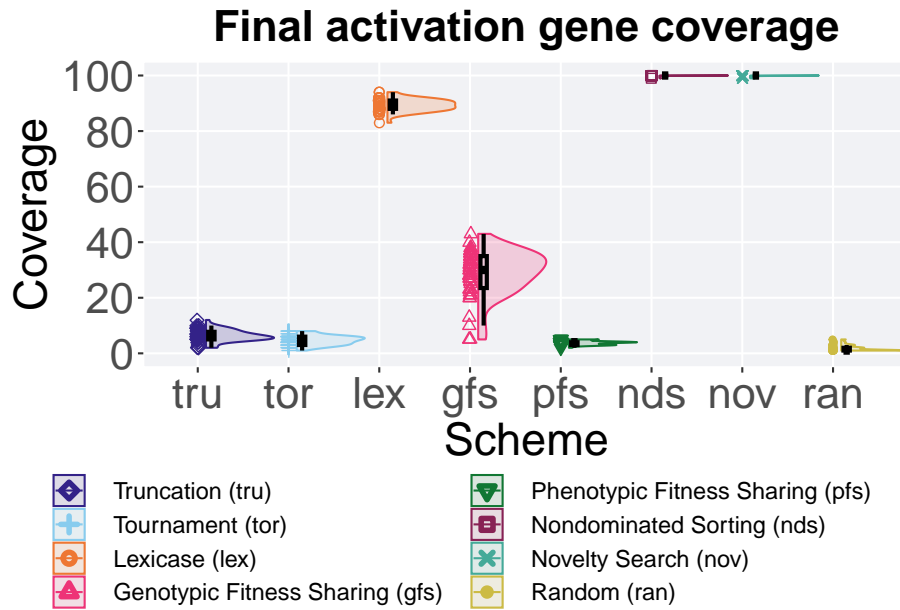 Final activation gene coverage
Coverage
100
80
60
40
20
0
tru tor lex gfs pfs nds nov ran
Scheme
Truncation (tru)
Tournament (tor)
Lexicase (lex)
Genotypic Fitness Sharing (gfs)
Phenotypic Fitness Sharing (pfs)
Nondominated Sorting (nds)
Novelty Search (nov)
Random (ran)